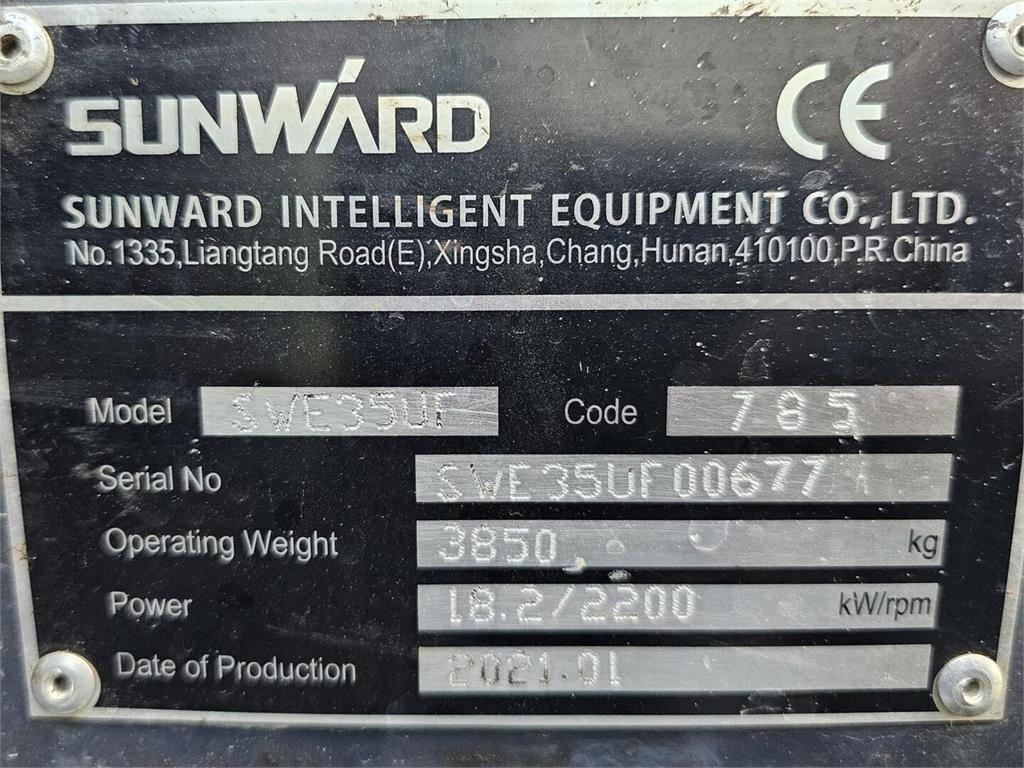 SUNWARD CE
SUNWARD INTELLIGENT EQUIPMENT CO., LTD.
No.1335,Liangtang Road(E),Xingsha,Chang,Hunan,410100,P.R.China
Model SWE35UF Code 785
Serial No SWE35UF00677
Operating Weight 3850 kg
Power 18.2/2200 kW/rpm
Date of Production 2021.01